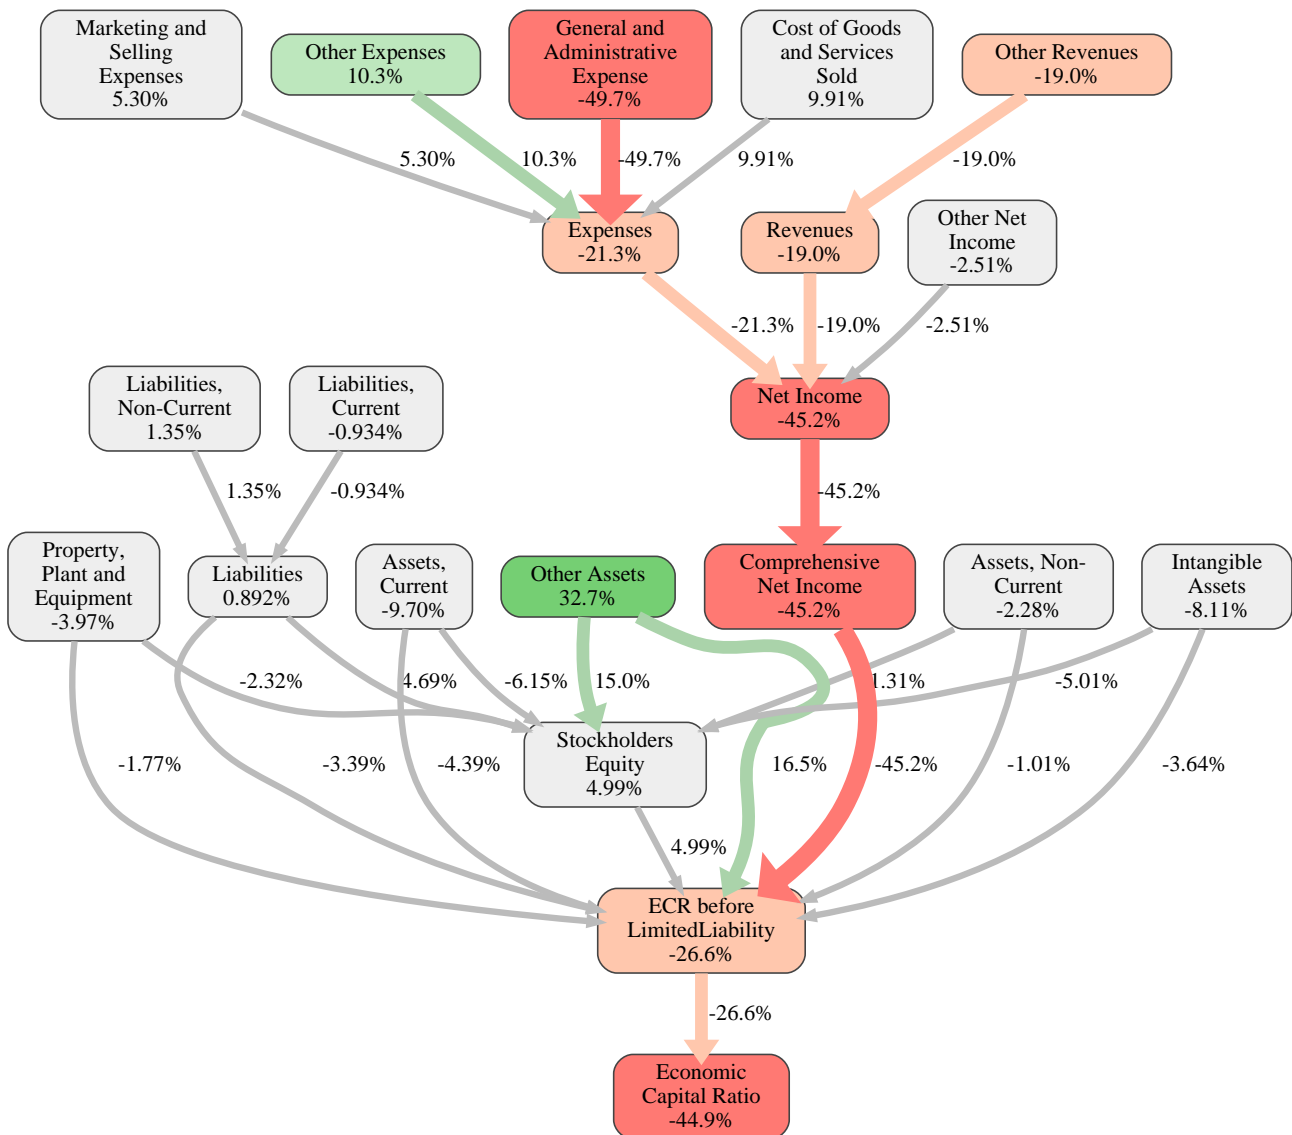 Marketing and
Selling
Expenses
5.30%
Other Expenses
10.3%
General and
Administrative
Expense
-49.7%
Cost of Goods
and Services
Sold
9.91%
Other Revenues
-19.0%
5.30%
10.3%
-49.7%
9.91%
-19.0%
Expenses
-21.3%
Revenues
-19.0%
Other Net
Income
-2.51%
-21.3%
-19.0%
-2.51%
Liabilities,
Non-Current
1.35%
Liabilities,
Current
-0.934%
Net Income
-45.2%
1.35%
-0.934%
-45.2%
Property,
Plant and
Equipment
-3.97%
Liabilities
0.892%
Assets,
Current
-9.70%
Other Assets
32.7%
Comprehensive
Net Income
-45.2%
Assets, Non-
Current
-2.28%
Intangible
Assets
-8.11%
-2.32%
4.69%
-6.15%
15.0%
1.31%
-5.01%
Stockholders
Equity
4.99%
-1.77%
-3.39%
-4.39%
16.5%
-45.2%
-1.01%
-3.64%
4.99%
ECR before
LimitedLiability
-26.6%
-26.6%
Economic
Capital Ratio
-44.9%